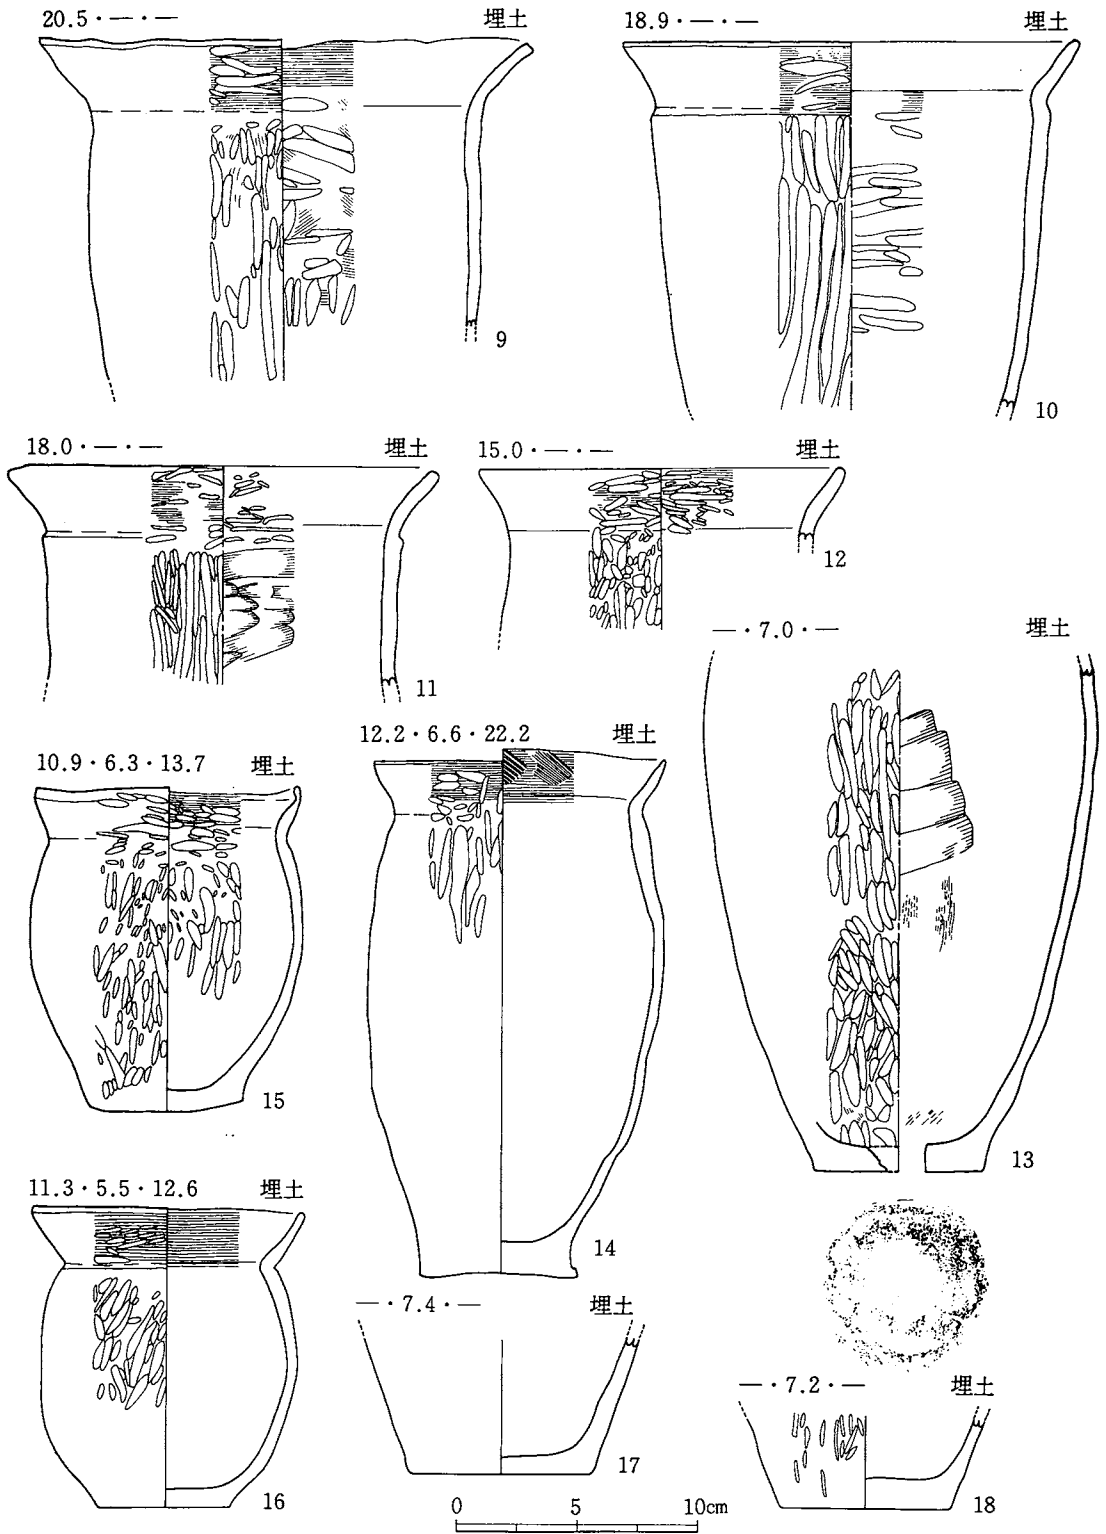 20.5・—・— 埋土
9
18.9・—・— 埋土
10
18.0・—・— 埋土
11
15.0・—・— 埋土
12
—・7.0・— 埋土
13
12.2・6.6・22.2 埋土
14
10.9・6.3・13.7 埋土
15
11.3・5.5・12.6 埋土
16
—・7.4・— 埋土
17
—・7.2・— 埋土
18
0 5 10cm